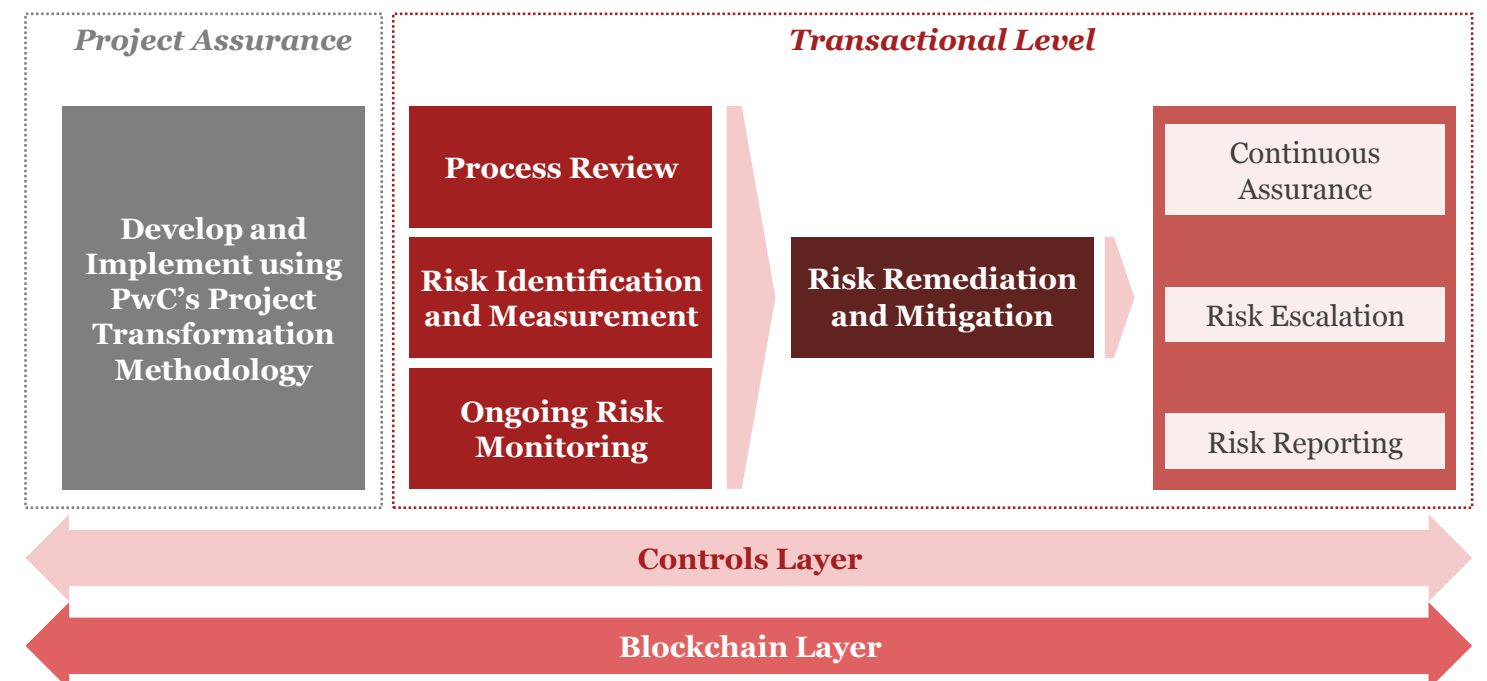 Project Assurance
Transactional Level
Develop and
Implement using
PwC’s Project
Transformation
Methodology
Process Review
Risk Identification
and Measurement
Ongoing Risk
Monitoring
Risk Remediation
and Mitigation
Continuous
Assurance
Risk Escalation
Risk Reporting
Controls Layer
Blockchain Layer